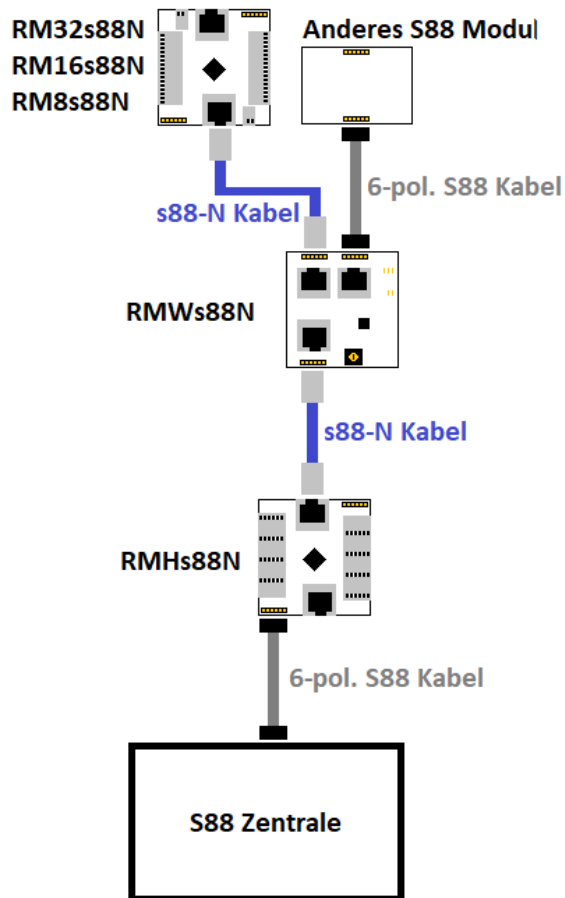 RM32s88N
RM16s88N
RM8s88N
Anderes S88 Modul
6-pol. S88 Kabel
s88-N Kabel
RMWs88N
s88-N Kabel
RMHs88N
6-pol. S88 Kabel
S88 Zentrale